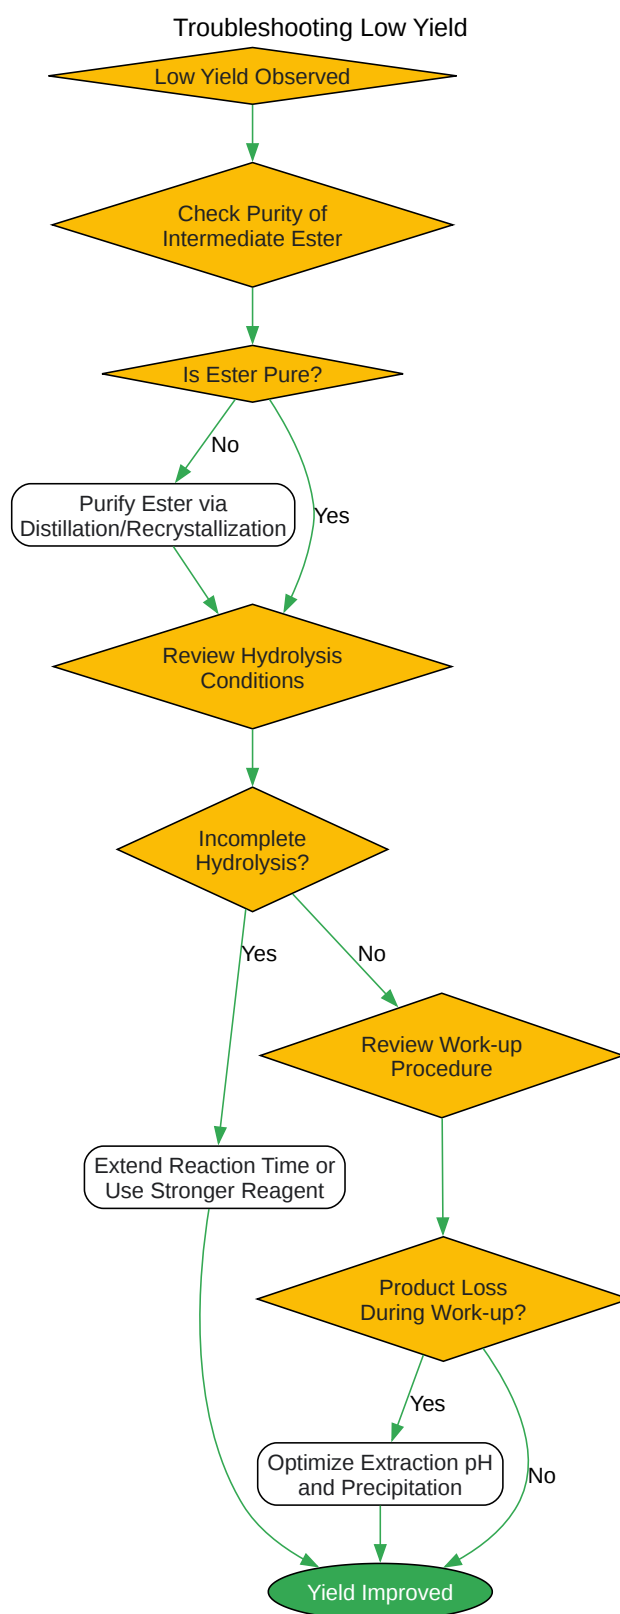 Troubleshooting Low Yield
Low Yield Observed
Check Purity of
Intermediate Ester
Is Ester Pure?
No
Purify Ester via
Distillation/Recrystallization
Yes
Review Hydrolysis
Conditions
Incomplete
Hydrolysis?
Yes
No
Review Work-up
Procedure
Extend Reaction Time or
Use Stronger Reagent
Product Loss
During Work-up?
Yes
Optimize Extraction pH
and Precipitation
No
Yield Improved